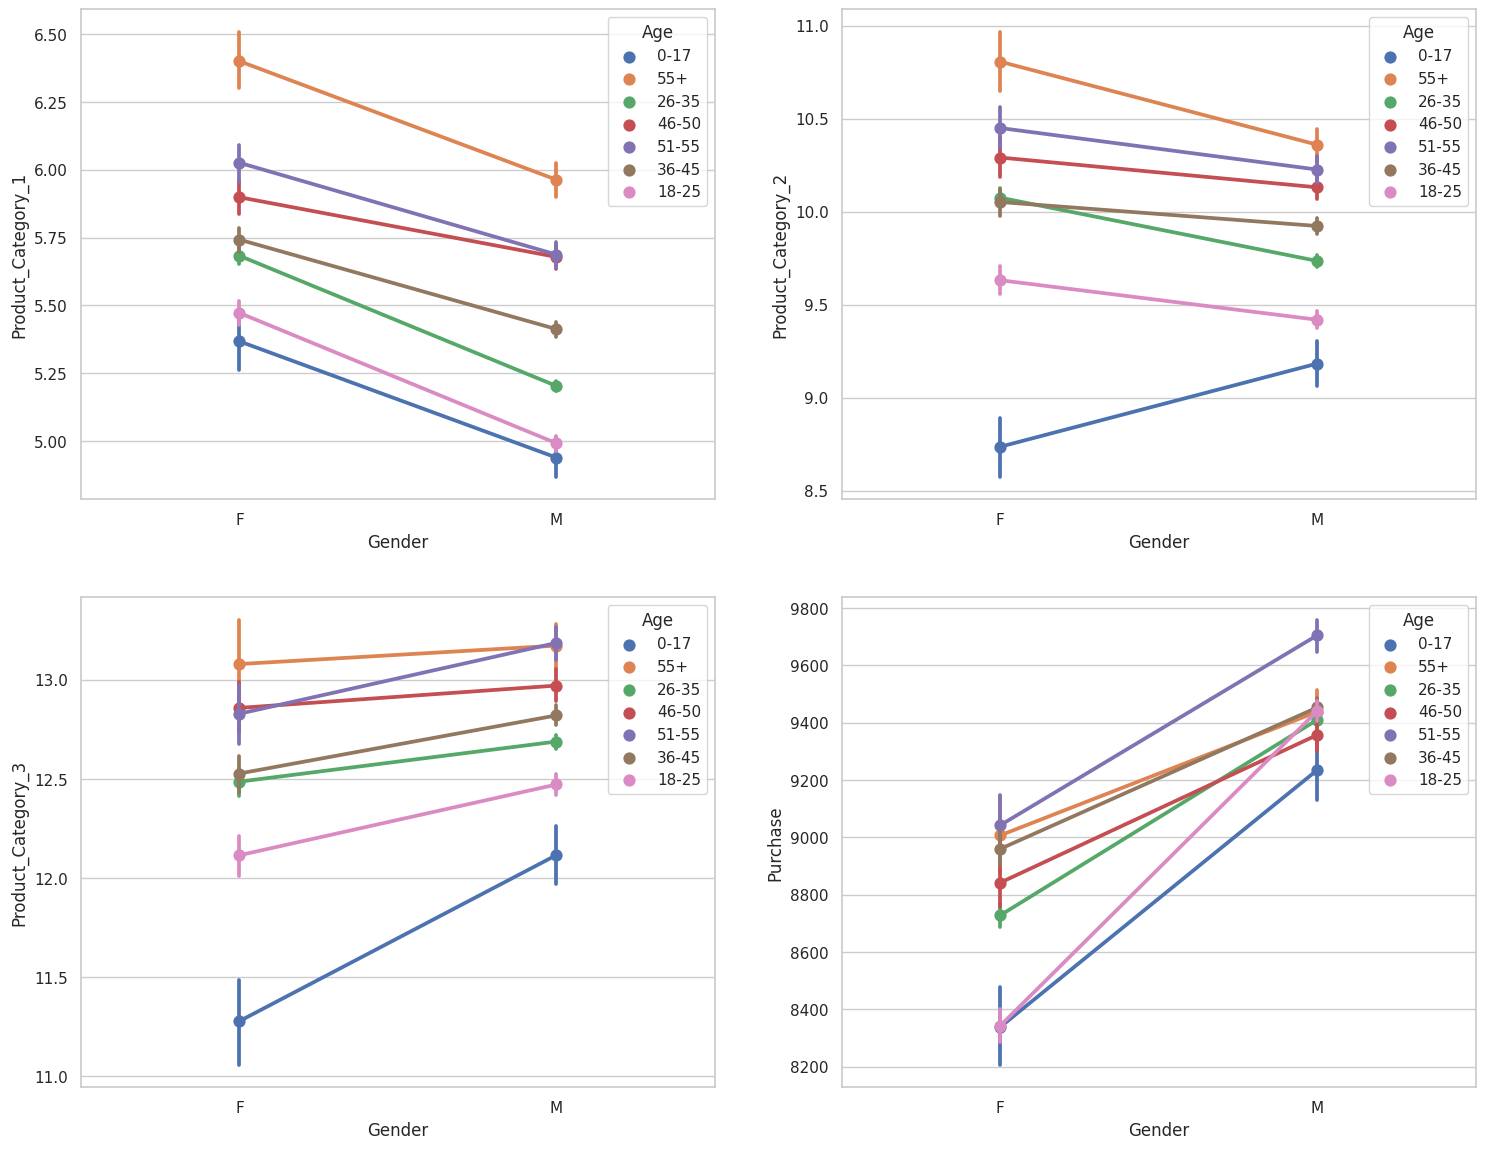 Product_Category_1
6.50
6.25
6.00
5.75
5.50
5.25
5.00
F
M
Gender
Age
0-17
55+
26-35
46-50
51-55
36-45
18-25
Product_Category_2
11.0
10.5
10.0
9.5
9.0
8.5
F
M
Gender
Age
0-17
55+
26-35
46-50
51-55
36-45
18-25
Product_Category_3
13.0
12.5
12.0
11.5
11.0
F
M
Gender
Age
0-17
55+
26-35
46-50
51-55
36-45
18-25
Purchase
9800
9600
9400
9200
9000
8800
8600
8400
8200
F
M
Gender
Age
0-17
55+
26-35
46-50
51-55
36-45
18-25